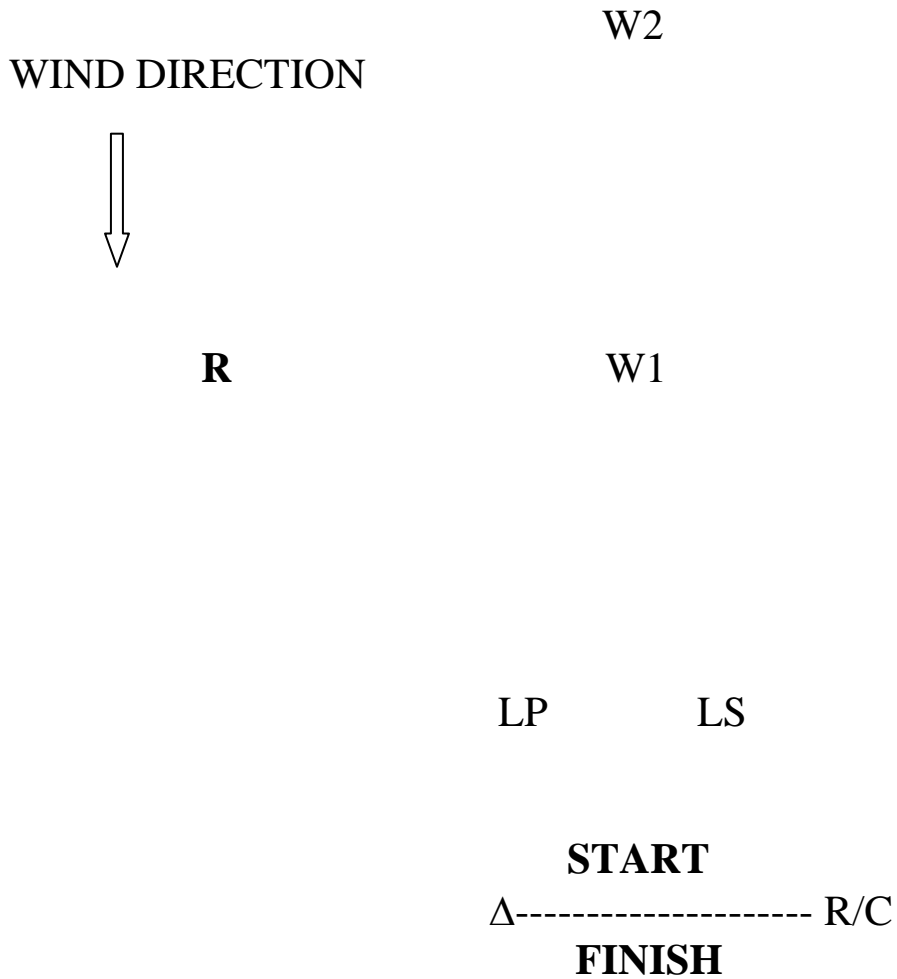 W2
WIND DIRECTION
R W1
LP LS
START
Δ--------------------- R/C
FINISH